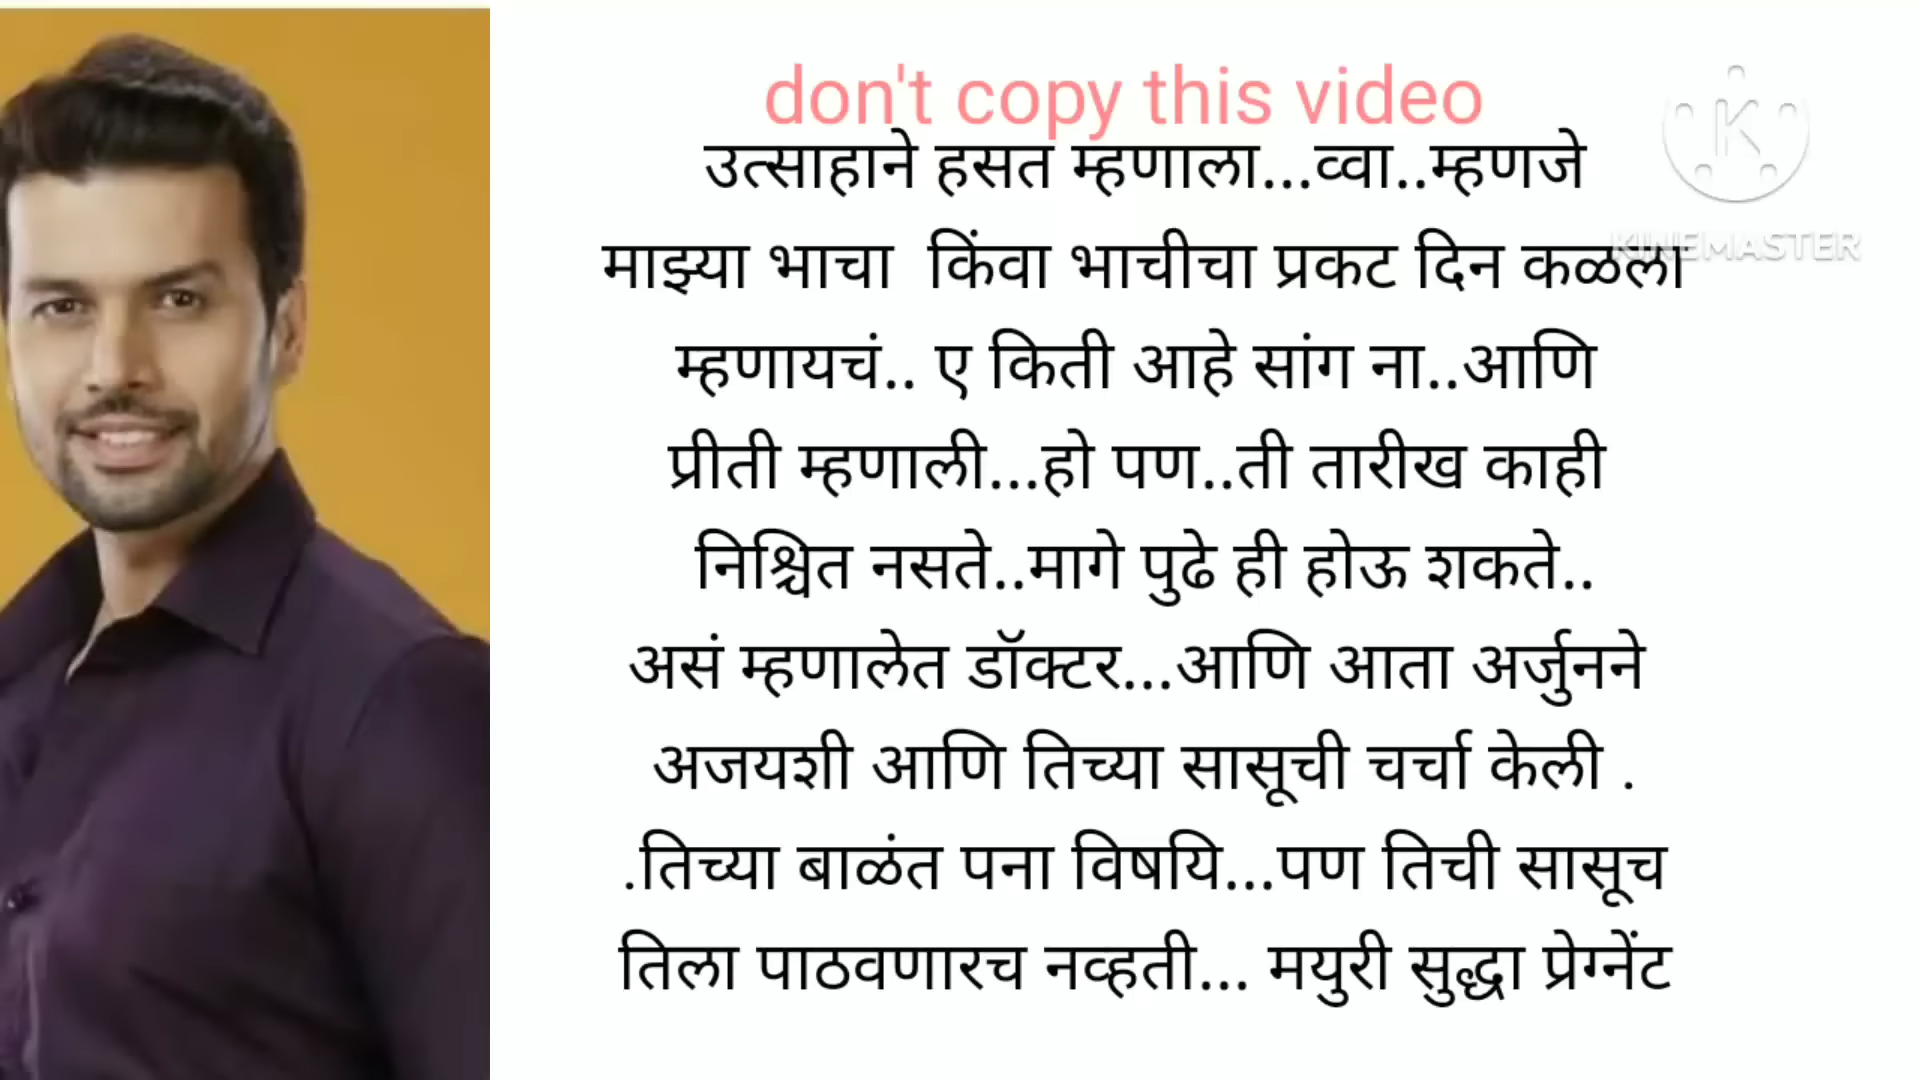 don't copy this video
उत्साहाने हसत म्हणाला...व्वा..म्हणजे
माझ्या भाचा किंवा भाचीचा प्रकट दिन कळला
म्हणायचं.. ए किती आहे सांग ना..आणि
प्रीती म्हणाली...हो पण..ती तारीख काही
निश्चित नसते..मागे पुढे ही होऊ शकते..
असं म्हणालेत डॉक्टर...आणि आता अर्जुनने
अजयशी आणि तिच्या सासूची चर्चा केली .
.तिच्या बाळंत पना विषयि...पण तिची सासूच
तिला पाठवणारच नव्हती... मयुरी सुद्धा प्रेग्नेंट
K
KINEMASTER